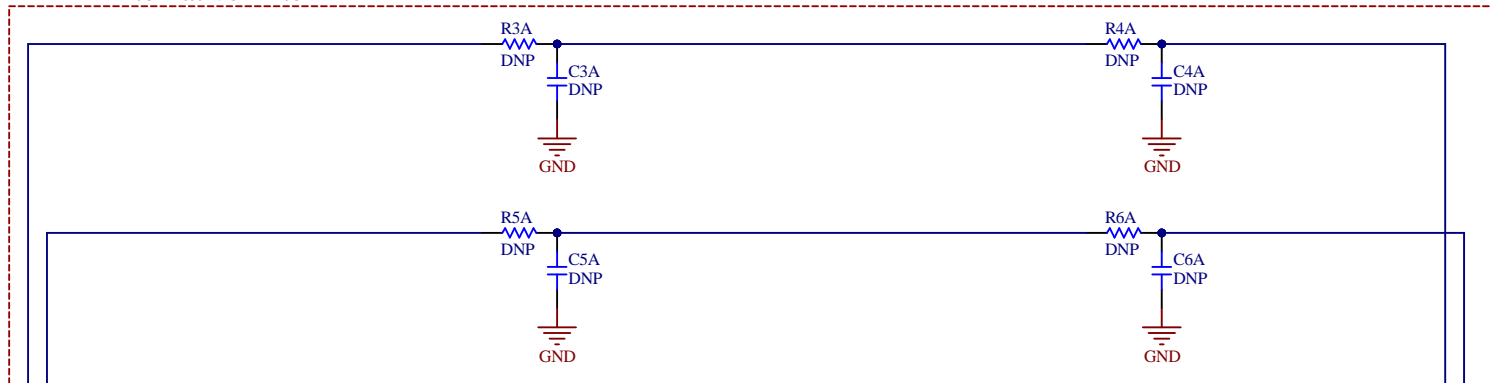 R3A
DNP
C3A
DNP
GND
R4A
DNP
C4A
DNP
GND
R5A
DNP
C5A
DNP
GND
R6A
DNP
C6A
DNP
GND